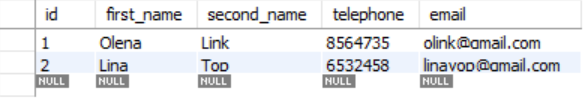 id first_name second_name telephone email
1 Olena Link 8564735 olink@gmail.com
2 Lina Top 6532458 linayop@gmail.com
NULL NULL NULL NULL NULL